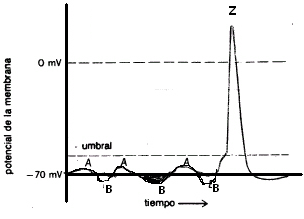 Z
0 mV
potencial de la membrana
umbral
A A A
-70 mV
B B B
tiempo